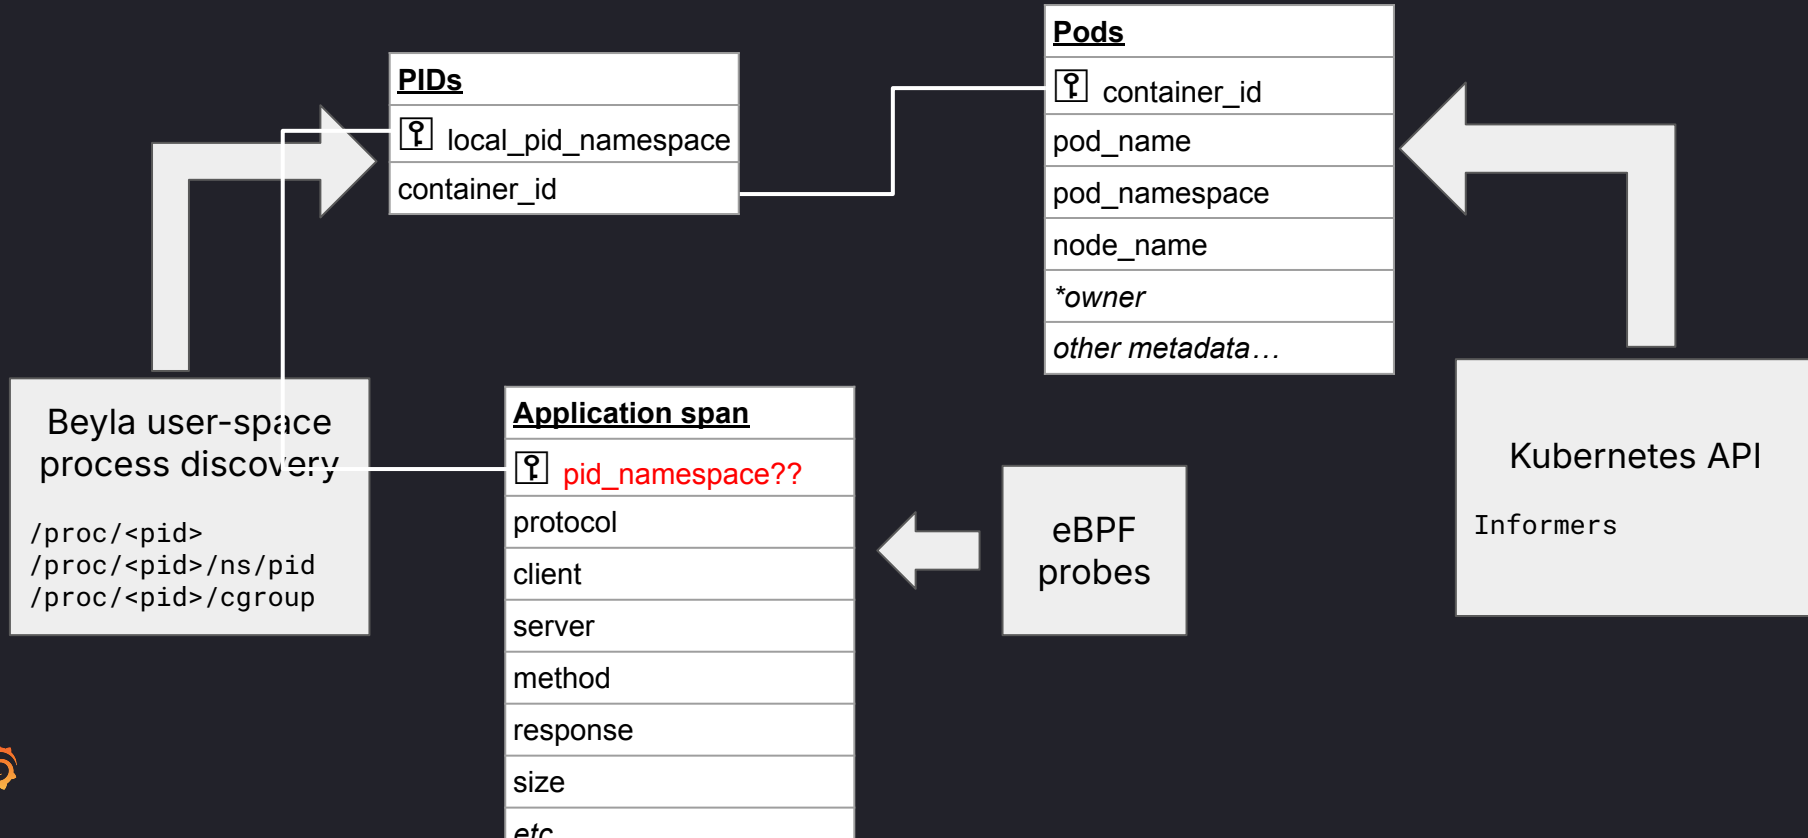 PIDs
local_pid_namespace
container_id
Pods
container_id
pod_name
pod_namespace
node_name
*owner
other metadata…
Beyla user-space
process discovery
/proc/<pid>
/proc/<pid>/ns/pid
/proc/<pid>/cgroup
Application span
pid_namespace??
protocol
client
server
method
response
size
etc
eBPF
probes
Kubernetes API
Informers